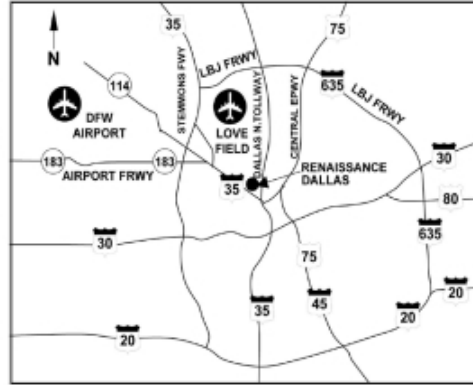 35
75
N
114
STEMMONS FWY
LBJ FRWY
DFW
AIRPORT
LOVE
FIELD
DALLAS N.TOLLWAY
CENTRAL EPWY
635
LBJ FRWY
183
183
AIRPORT FRWY
35
RENAISSANCE
DALLAS
30
80
30
75
635
35
45
20
20
20